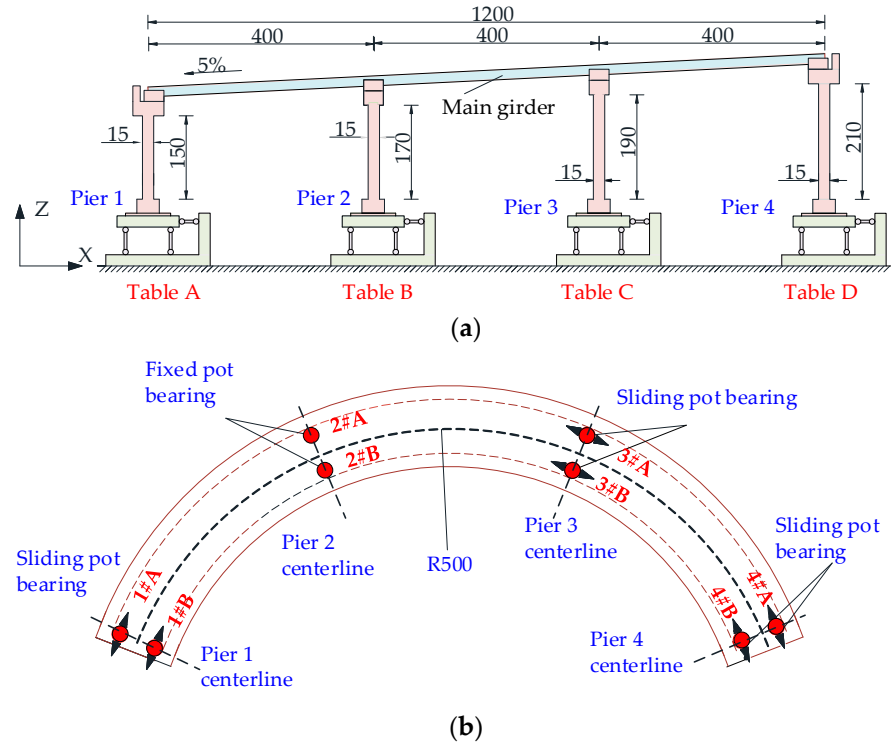 1200
400 400 400
5%
Main girder
15 150
15 170
15 190
15 210
Pier 1
Pier 2
Pier 3
Pier 4
Z
X
Table A
Table B
Table C
Table D
(a)
Fixed pot
bearing
2#A
2#B
Sliding pot bearing
3#A
3#B
Pier 2
centerline
R500
Pier 3
centerline
Sliding pot
bearing
1#A
1#B
Sliding pot
bearing
4#B
4#A
Pier 1
centerline
Pier 4
centerline
(b)